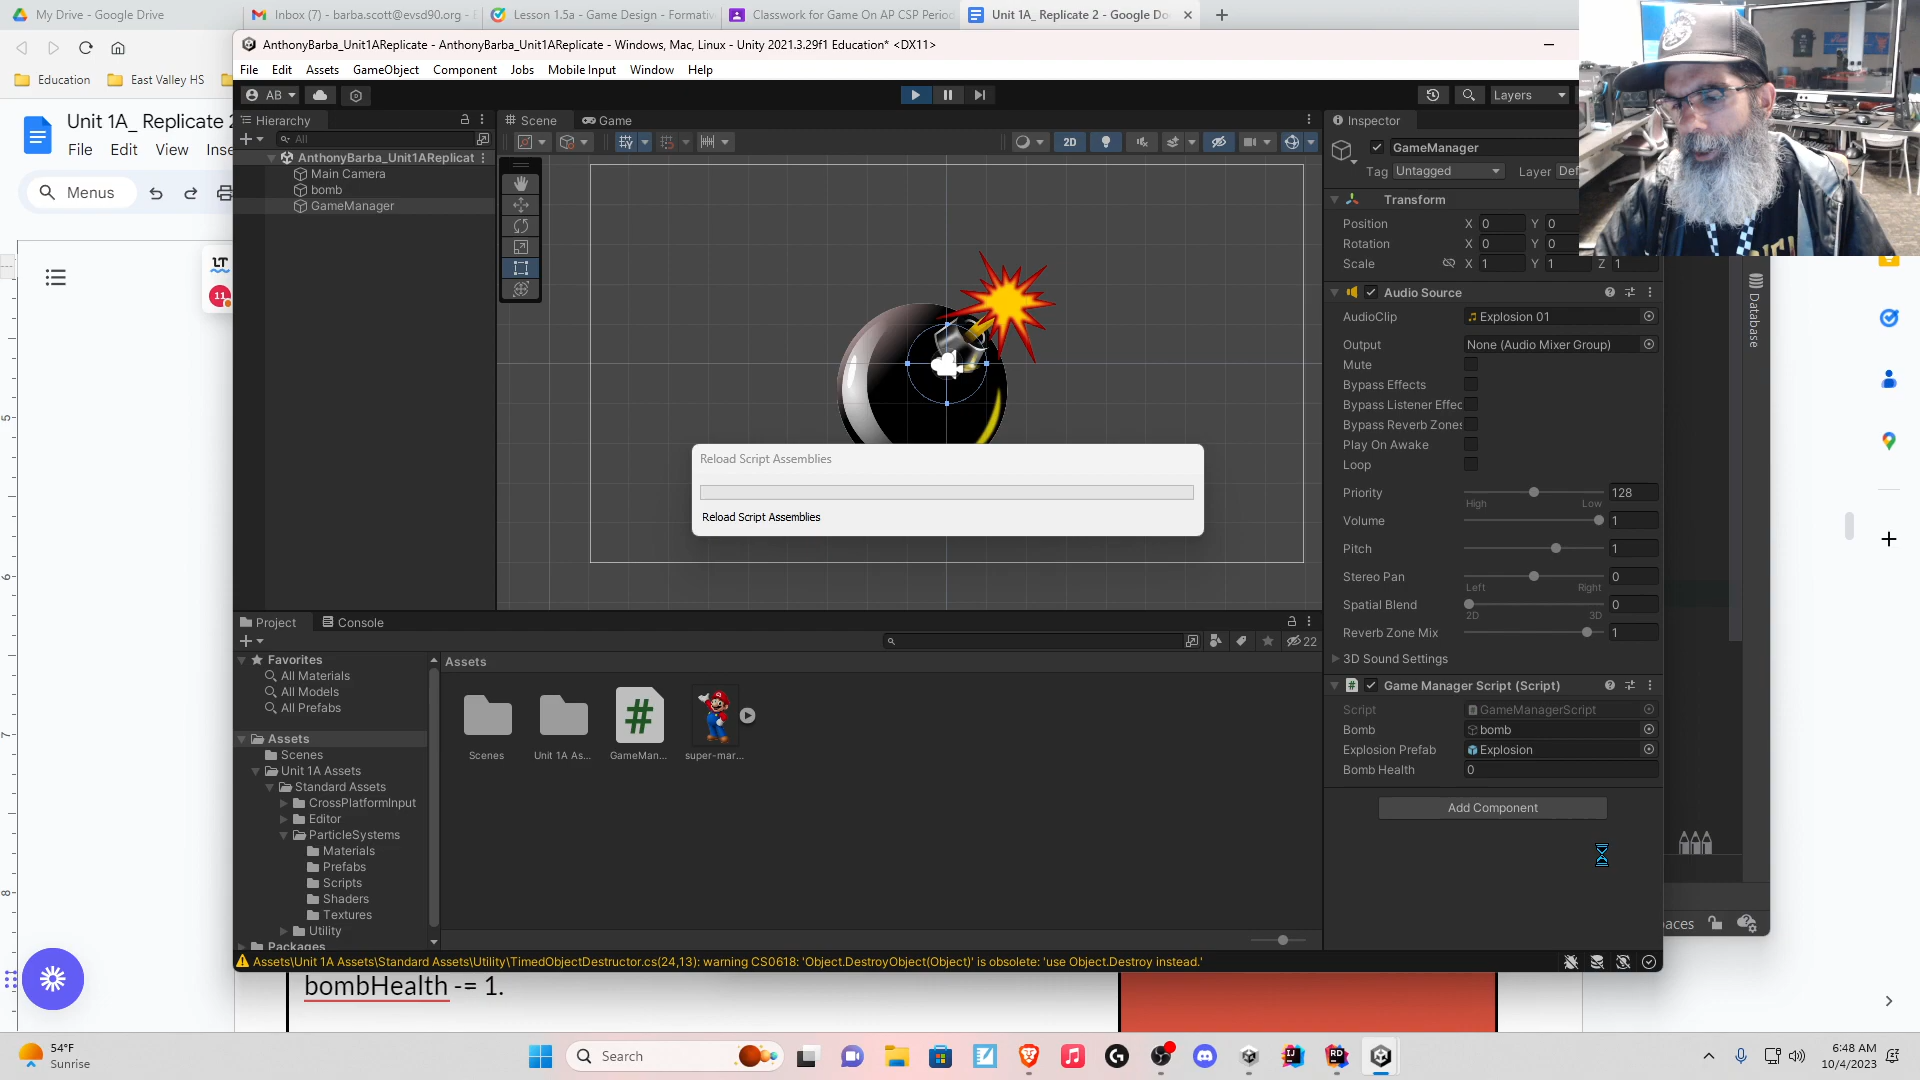 My Drive - Google Drive
Inbox (7) - barba.scott@evsd90.org - E
Lesson 1.5a - Game Design - Formativ
Classwork for Game On AP CSP Period
Unit 1A_ Replicate 2 - Google Do
Education
East Valley HS
Unit 1A_ Replicate 2
File Edit View Inse
Menus
LT
11
5
6
7
8
AnthonyBarba_Unit1AReplicate - AnthonyBarba_Unit1AReplicate - Windows, Mac, Linux - Unity 2021.3.29f1 Education* <DX11>
File Edit Assets GameObject Component Jobs Mobile Input Window Help
AB
Layers
Hierarchy
All
AnthonyBarba_Unit1AReplicat
Main Camera
bomb
GameManager
Scene
Game
2D
Reload Script Assemblies
Reload Script Assemblies
Inspector
GameManager
Tag Untagged Layer Def
Transform
Position X 0 Y 0
Rotation X 0 Y 0
Scale X 1 Y 1 Z 1
Audio Source
AudioClip Explosion 01
Output None (Audio Mixer Group)
Mute
Bypass Effects
Bypass Listener Effec
Bypass Reverb Zones
Play On Awake
Loop
Priority 128
High Low
Volume 1
Pitch 1
Stereo Pan 0
Left Right
Spatial Blend 0
2D 3D
Reverb Zone Mix 1
3D Sound Settings
Game Manager Script (Script)
Script GameManagerScript
Bomb bomb
Explosion Prefab Explosion
Bomb Health 0
Add Component
Database
paces
Project
Console
22
Favorites
All Materials
All Models
All Prefabs
Assets
Scenes
Unit 1A Assets
Standard Assets
CrossPlatformInput
Editor
ParticleSystems
Materials
Prefabs
Scripts
Shaders
Textures
Utility
Packages
Assets
Scenes
Unit 1A As...
GameMan...
super-mar...
Assets\Unit 1A Assets\Standard Assets\Utility\TimedObjectDestructor.cs(24,13): warning CS0618: 'Object.DestroyObject(Object)' is obsolete: 'use Object.Destroy instead.'
bombHealth -= 1.
54°F
Sunrise
Search
6:48 AM
10/4/2023